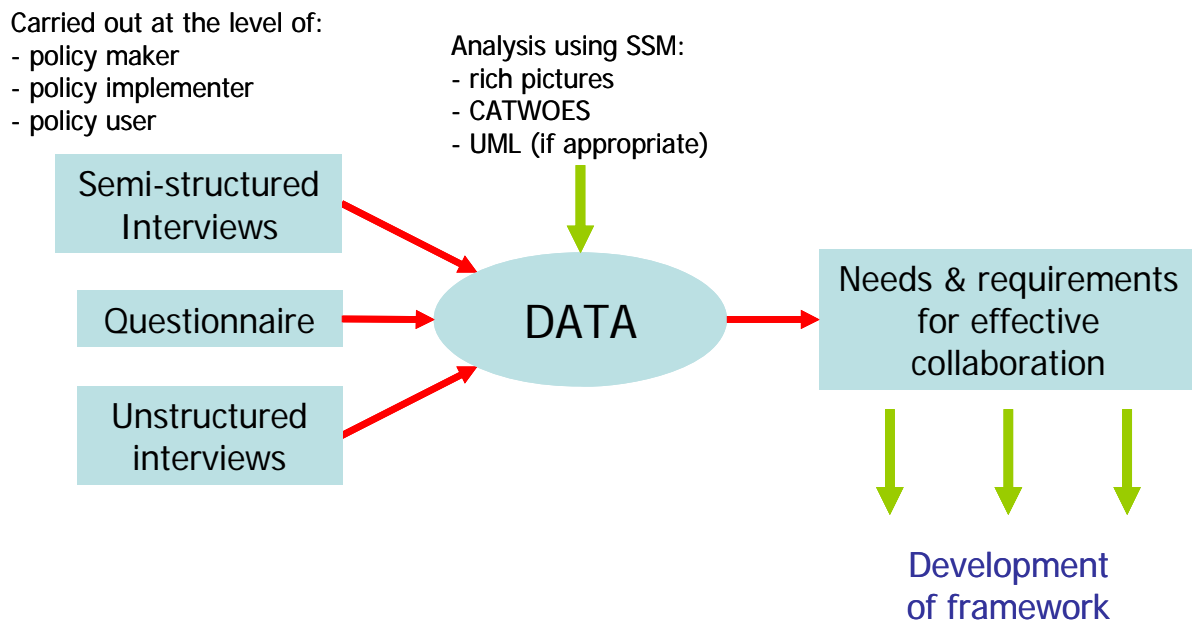 Carried out at the level of:
- policy maker
- policy implementer
- policy user
Analysis using SSM:
- rich pictures
- CATWOES
- UML (if appropriate)
Semi-structured
Interviews
Questionnaire
Unstructured
interviews
DATA
Needs & requirements
for effective
collaboration
Development
of framework